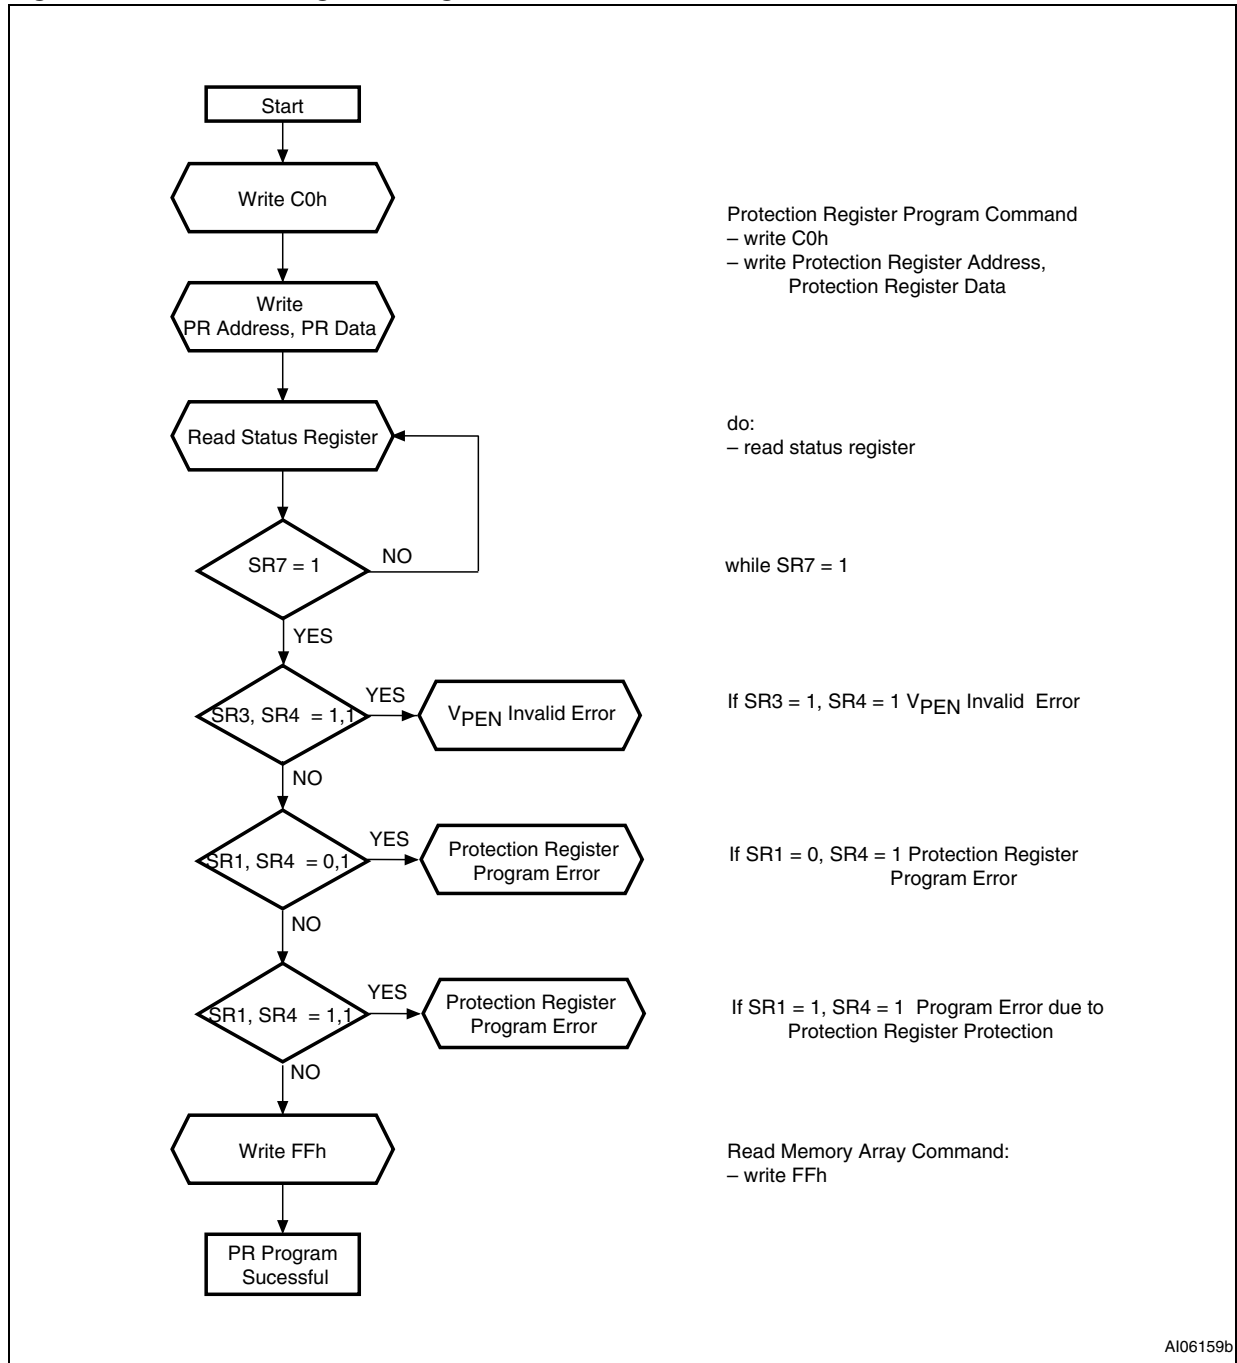 Start
Write C0h
Protection Register Program Command
– write C0h
– write Protection Register Address,
Protection Register Data
Write
PR Address, PR Data
Read Status Register
do:
– read status register
SR7 = 1
NO
while SR7 = 1
YES
SR3, SR4 = 1,1
YES
VPEN Invalid Error
If SR3 = 1, SR4 = 1 VPEN Invalid Error
NO
SR1, SR4 = 0,1
YES
Protection Register
Program Error
If SR1 = 0, SR4 = 1 Protection Register
Program Error
NO
SR1, SR4 = 1,1
YES
Protection Register
Program Error
If SR1 = 1, SR4 = 1 Program Error due to
Protection Register Protection
NO
Write FFh
Read Memory Array Command:
– write FFh
PR Program
Sucessful
AI06159b